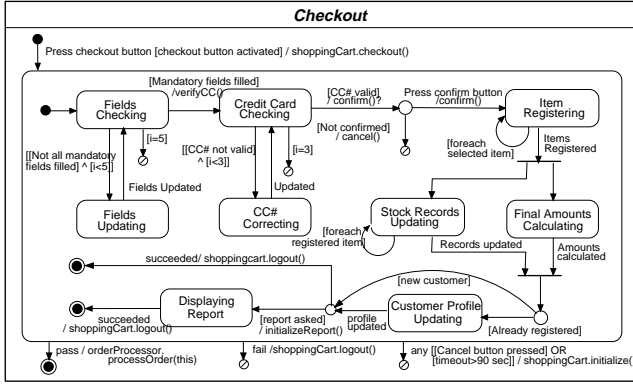 Checkout
Press checkout button [checkout button activated] / shoppingCart.checkout()
[Mandatory fields filled]
/verifyCC()
[CC# valid]
/ confirm()?
Press confirm button
/confirm()
Fields
Checking
Credit Card
Checking
Item
Registering
[i=5]
[i=3]
[Not confirmed]
/ cancel()
[foreach
selected item]
Items
Registered
[[Not all mandatory
fields filled] ^ [i<5]]
[[CC# not valid]
^ [i<3]]
Fields Updated
Updated
Fields
Updating
CC#
Correcting
Stock Records
Updating
Final Amounts
Calculating
[foreach
registered item]
Records updated
Amounts
calculated
succeeded/ shoppingcart.logout()
[new customer]
Displaying
Report
Customer Profile
Updating
succeeded
/ shoppingCart.logout()
[report asked]
/ initializeReport()
profile
updated
[Already registered]
pass / orderProcessor.
processOrder(this)
fail /shoppingCart.logout()
any [[Cancel button pressed] OR
[timeout>90 sec]] / shoppingCart.initialize()